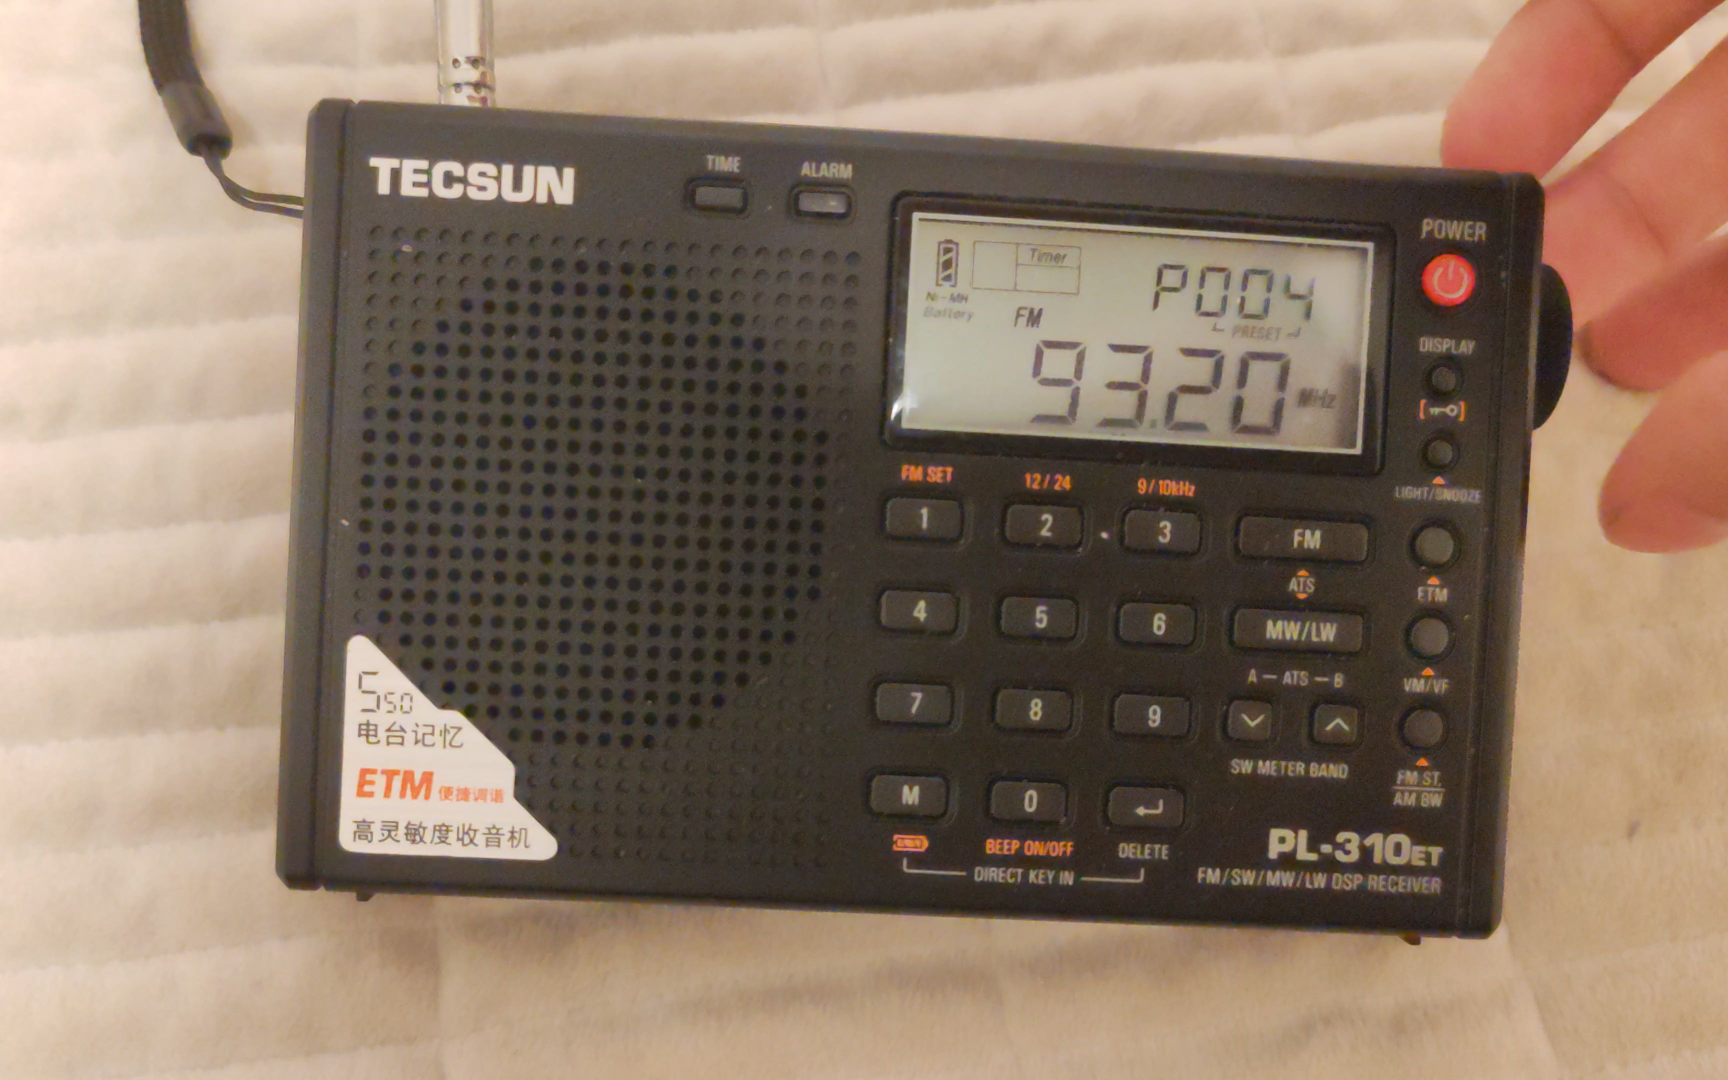 TECSUN
TIME
ALARM
POWER
Timer
P004
Ni-MH
Battery
FM
PRESET
93.20 MHz
DISPLAY
LIGHT/SNOOZE
FM SET
12 / 24
9 / 10kHz
1
2
3
FM
ETM
ATS
4
5
6
MW/LW
VM/VF
A — ATS — B
7
8
9
SW METER BAND
FM ST.
AM BW
M
0
BEEP ON/OFF
DELETE
DIRECT KEY IN
PL-310ET
FM/SW/MW/LW DSP RECEIVER
550
电台记忆
ETM 便捷调谐
高灵敏度收音机